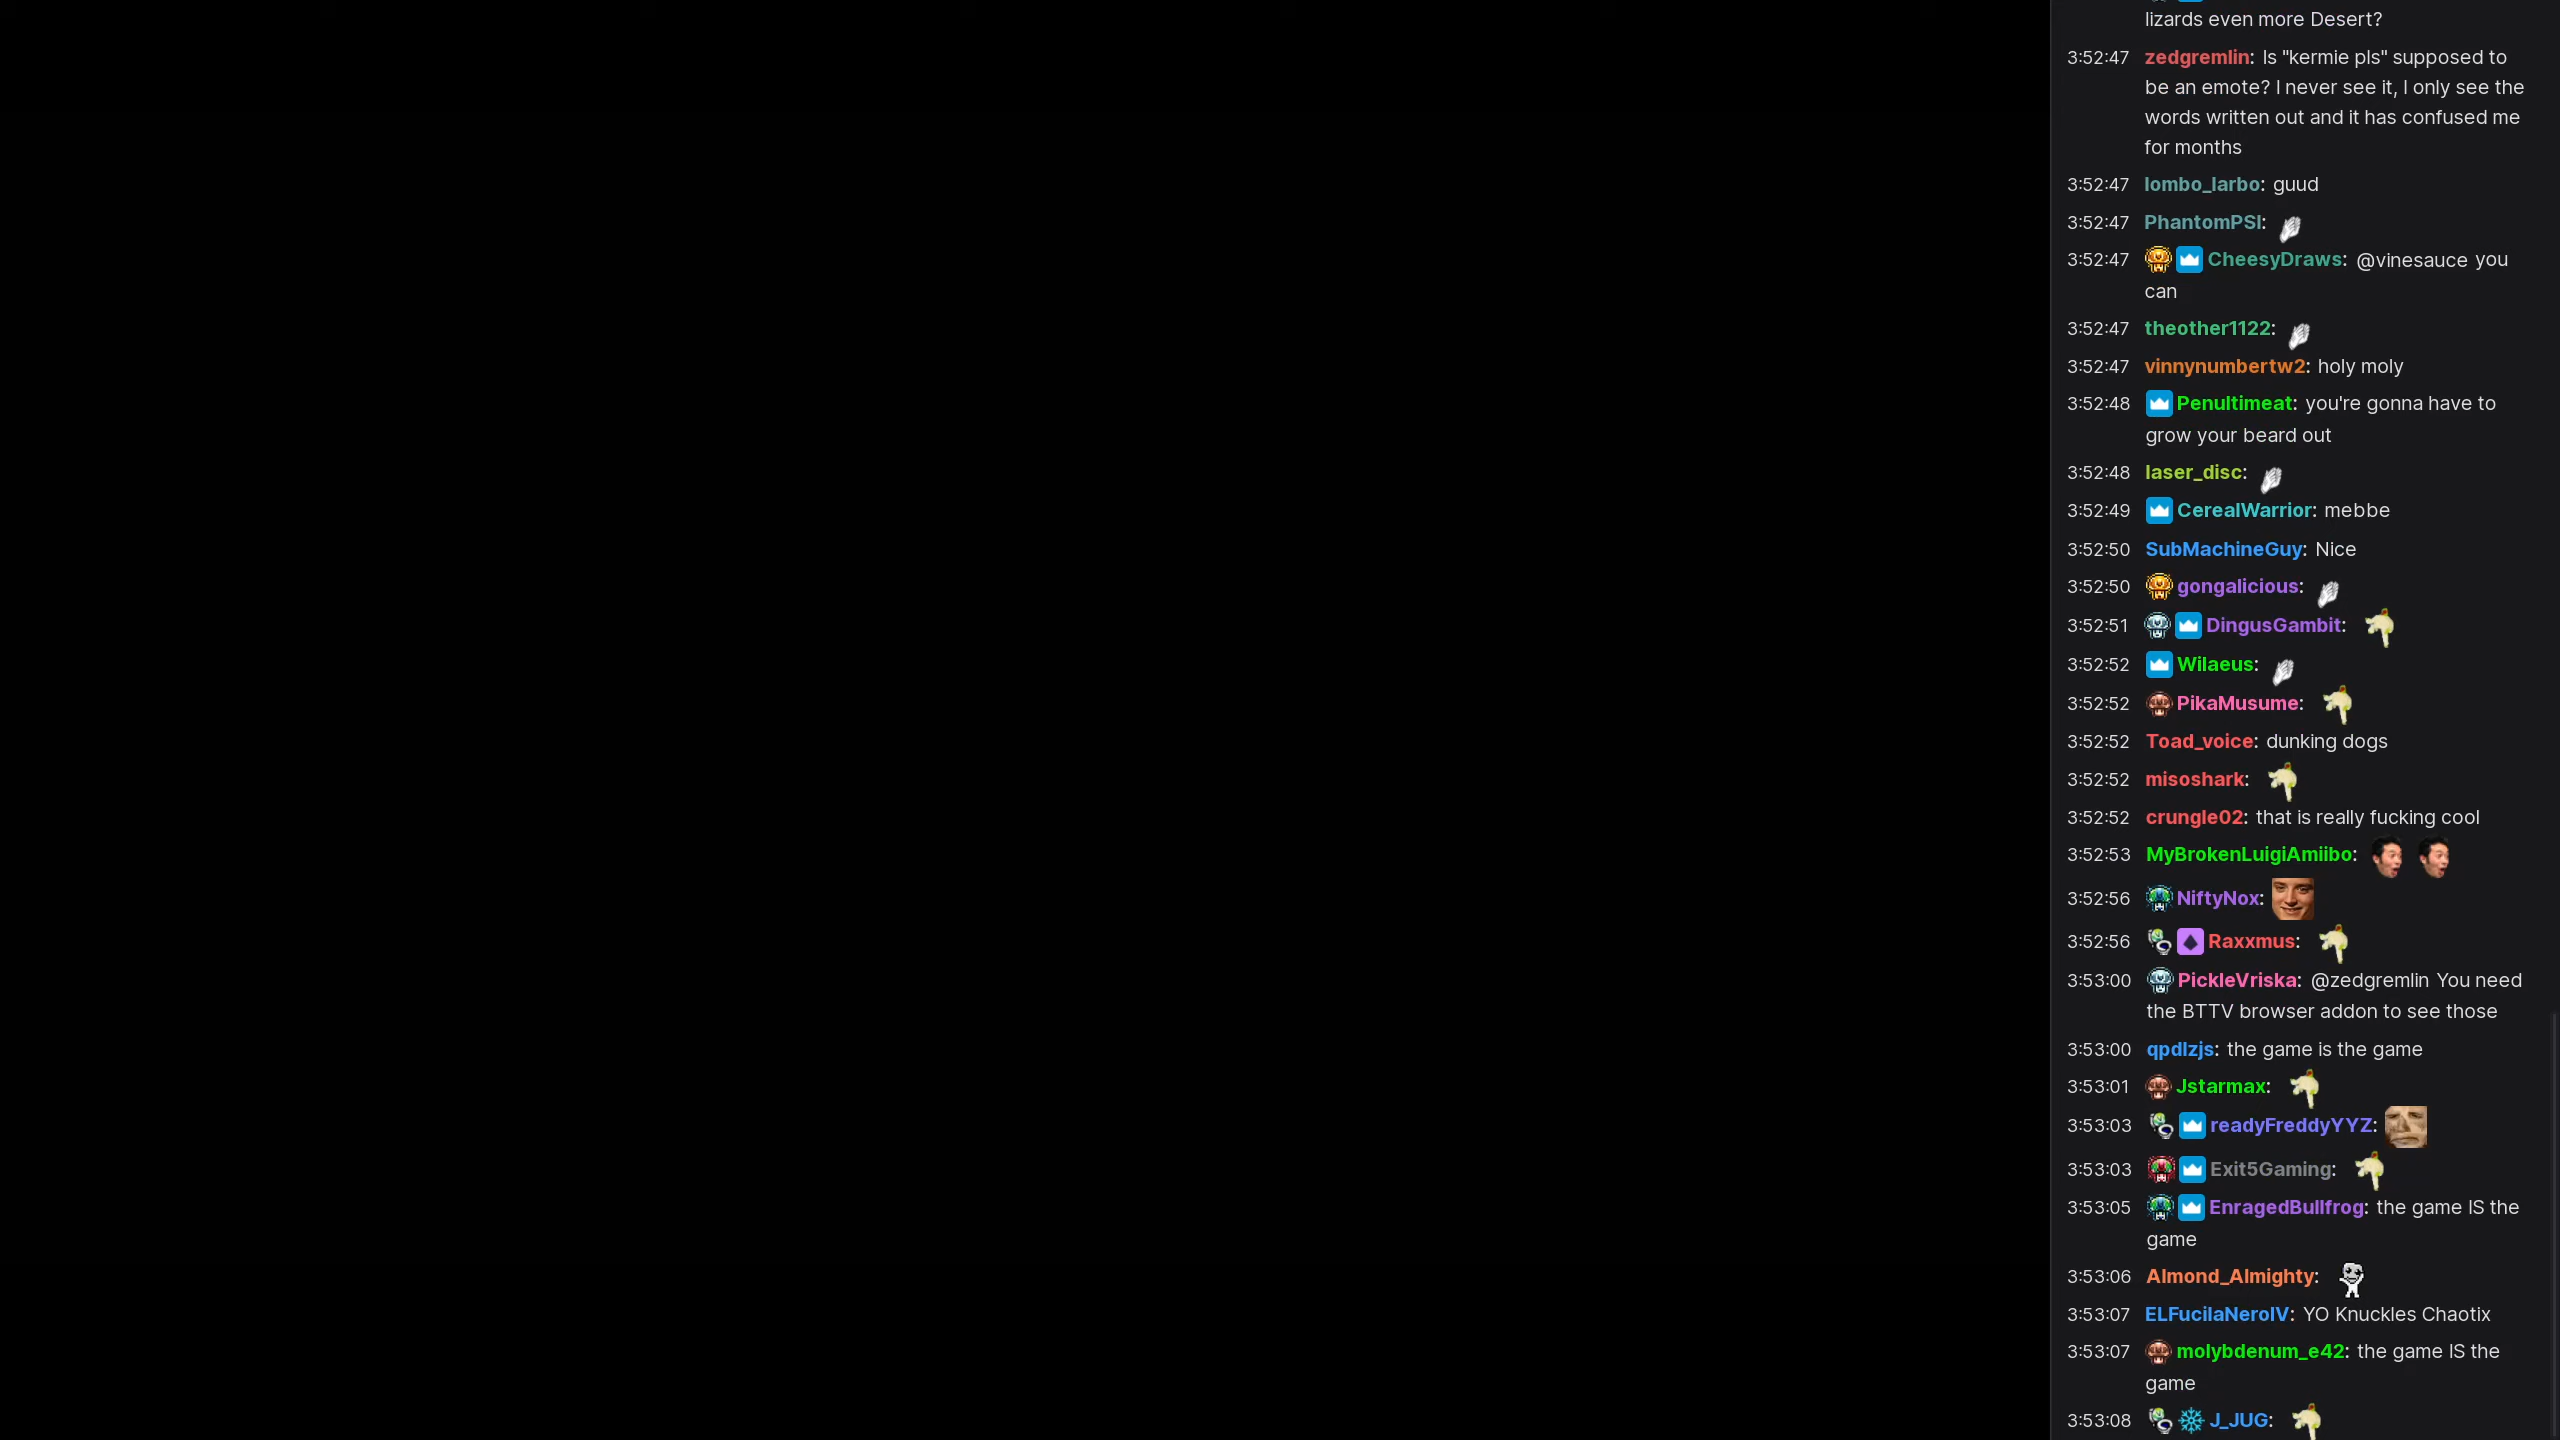 lizards even more Desert?
3:52:47 zedgremlin: Is "kermie pls" supposed to
be an emote? I never see it, I only see the
words written out and it has confused me
for months
3:52:47 lombo_larbo: guud
3:52:47 PhantomPSI:
3:52:47 CheesyDraws: @vinesauce you
can
3:52:47 theother1122:
3:52:47 vinnynumbertw2: holy moly
3:52:48 Penultimeat: you're gonna have to
grow your beard out
3:52:48 laser_disc:
3:52:49 CerealWarrior: mebbe
3:52:50 SubMachineGuy: Nice
3:52:50 gongalicious:
3:52:51 DingusGambit:
3:52:52 Wilaeus:
3:52:52 PikaMusume:
3:52:52 Toad_voice: dunking dogs
3:52:52 misoshark:
3:52:52 crungle02: that is really fucking cool
3:52:53 MyBrokenLuigiAmiibo:
3:52:56 NiftyNox:
3:52:56 Raxxmus:
3:53:00 PickleVriska: @zedgremlin You need
the BTTV browser addon to see those
3:53:00 qpdlzjs: the game is the game
3:53:01 Jstarmax:
3:53:03 readyFreddyYYZ:
3:53:03 Exit5Gaming:
3:53:05 EnragedBullfrog: the game IS the
game
3:53:06 Almond_Almighty:
3:53:07 ELFucilaNeroIV: YO Knuckles Chaotix
3:53:07 molybdenum_e42: the game IS the
game
3:53:08 J_JUG: